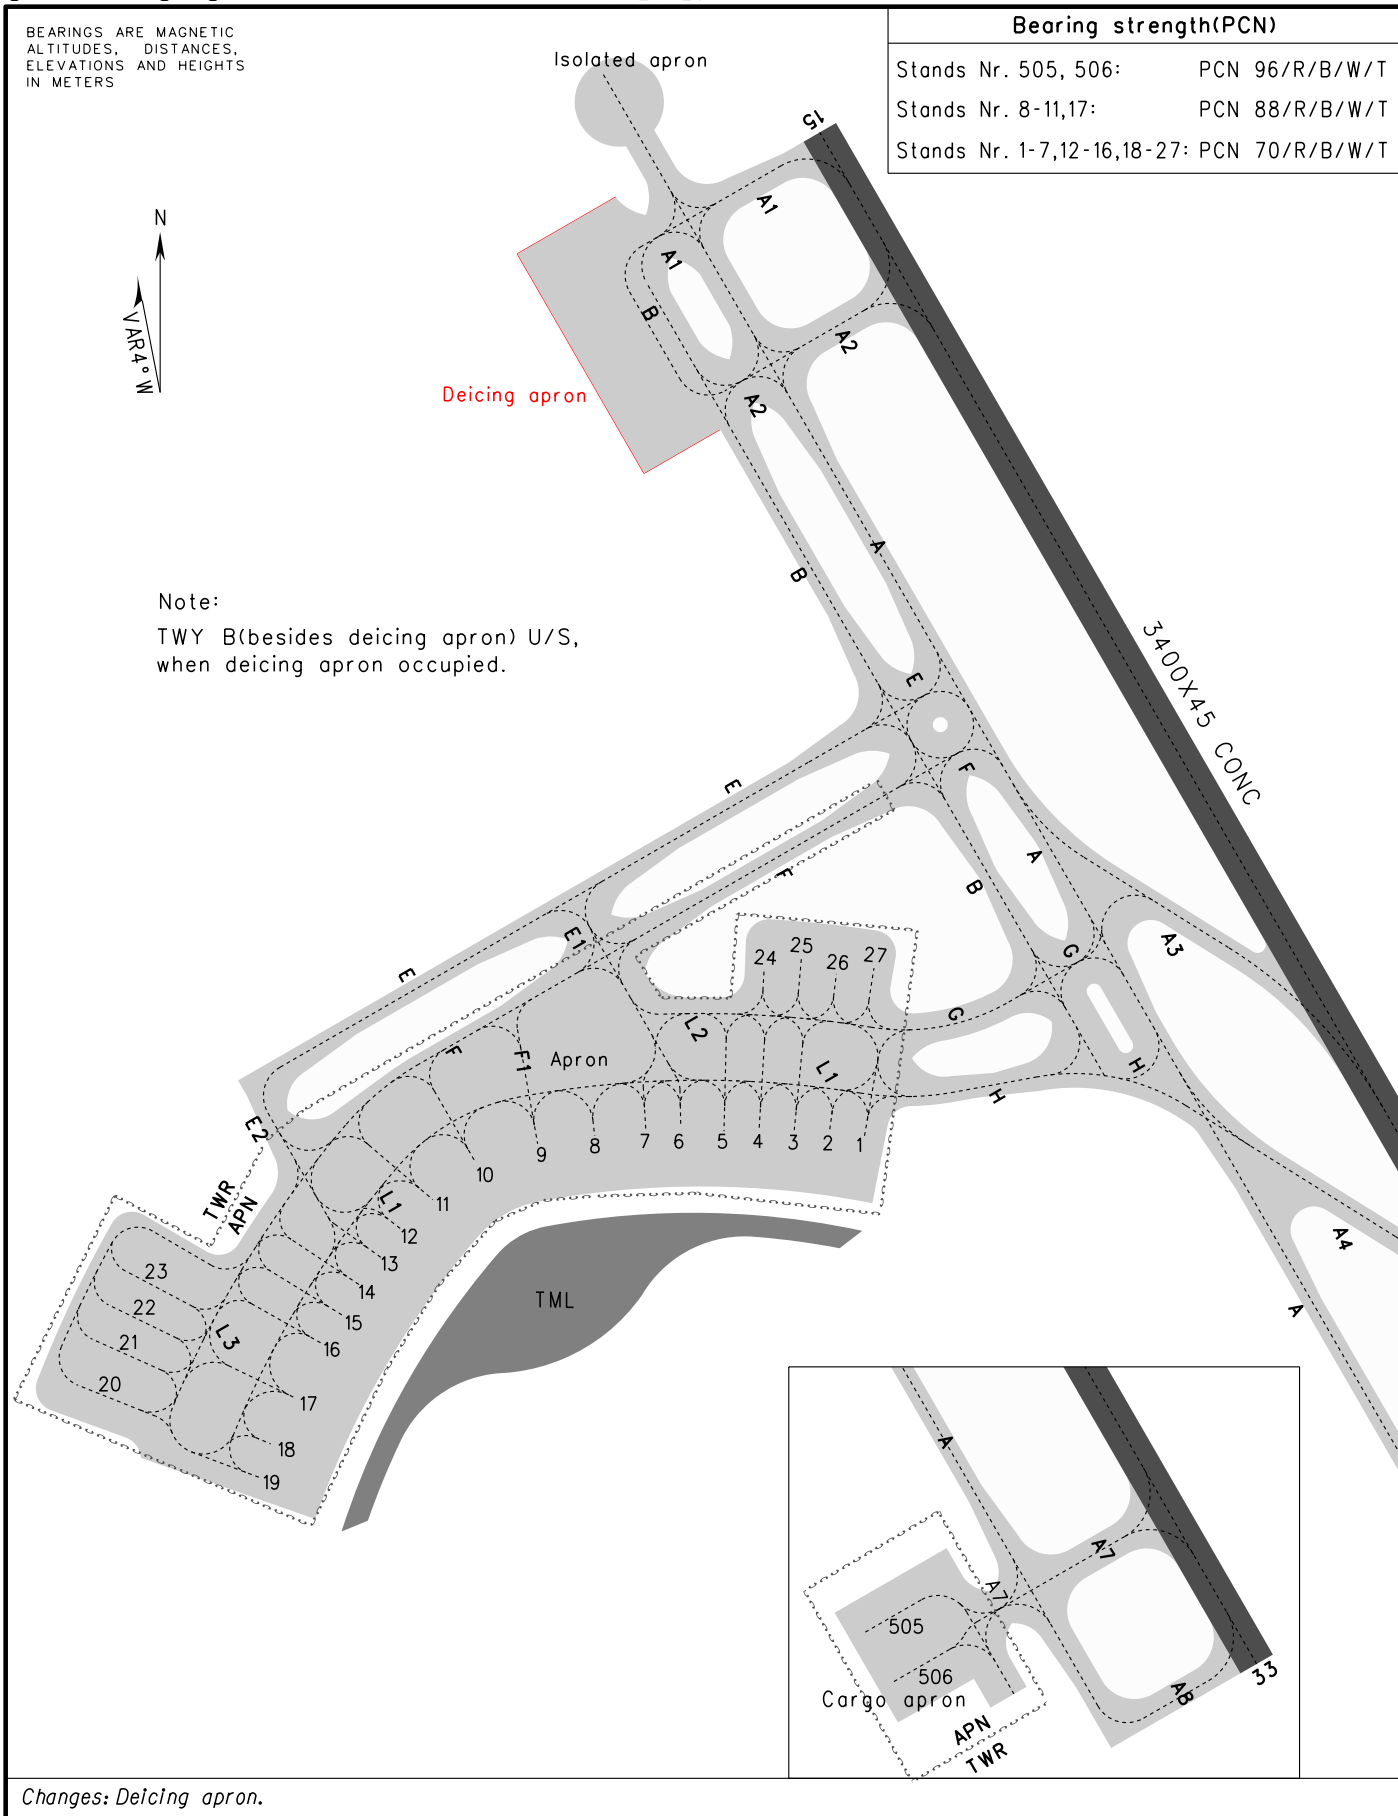 BEARINGS ARE MAGNETIC
ALTITUDES, DISTANCES,
ELEVATIONS AND HEIGHTS
IN METERS
Bearing strength(PCN)
Stands Nr. 505, 506: PCN 96/R/B/W/T
Stands Nr. 8-11,17: PCN 88/R/B/W/T
Stands Nr. 1-7,12-16,18-27: PCN 70/R/B/W/T
Isolated apron
15
A1
N
VAR4°W
A1
B
A2
Deicing apron
A2
A
B
Note:
TWY B(besides deicing apron) U/S,
when deicing apron occupied.
3400X45 CONC
E
F
E
A
F
B
E1
G
A3
E
24
25
26
27
G
L2
F
F1
Apron
L1
H
H
E2
9
8
7
6
5
4
3
2
1
10
11
L1
TWR
APN
12
13
14
15
16
23
22
21
20
L3
17
18
19
TML
A4
A
A
A7
A7
505
506
Cargo apron
A8
33
APN
TWR
Changes: Deicing apron.